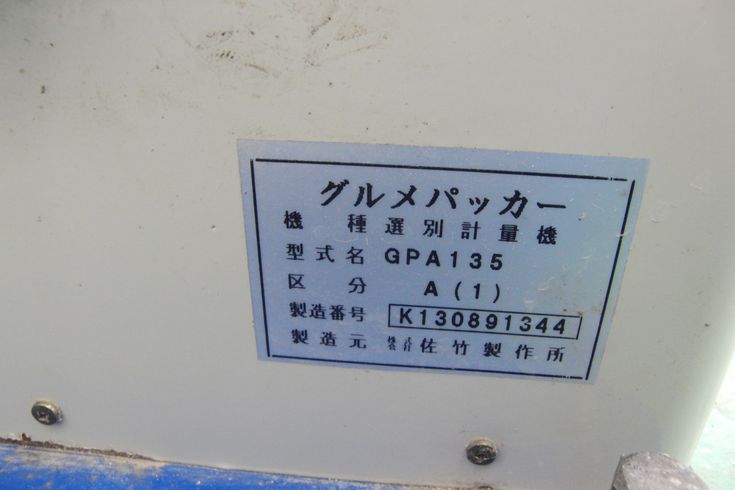 グルメパッカー
機種 選別計量機
型式名 GPA135
区分 A(1)
製造番号 K130891344
製造元 株式会社 佐竹製作所